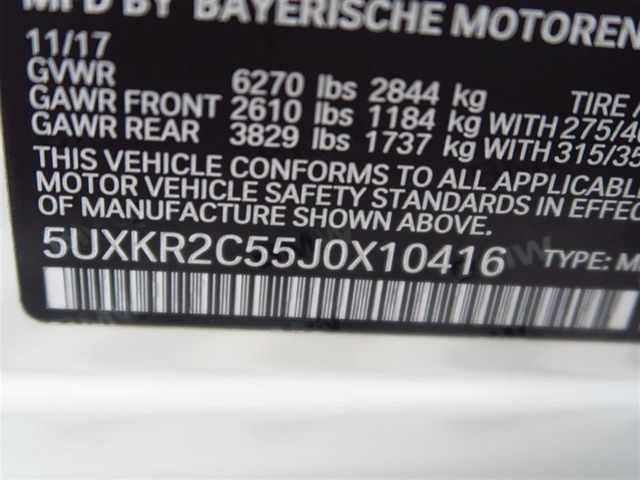 MFD BY BAYERISCHE MOTOREN
11/17
GVWR 6270 lbs 2844 kg TIRE
GAWR FRONT 2610 lbs 1184 kg WITH 275/4
GAWR REAR 3829 lbs 1737 kg WITH 315/35
THIS VEHICLE CONFORMS TO ALL APPLICABLE
MOTOR VEHICLE SAFETY STANDARDS IN EFFEC
OF MANUFACTURE SHOWN ABOVE.
5UXKR2C55J0X10416 TYPE: M